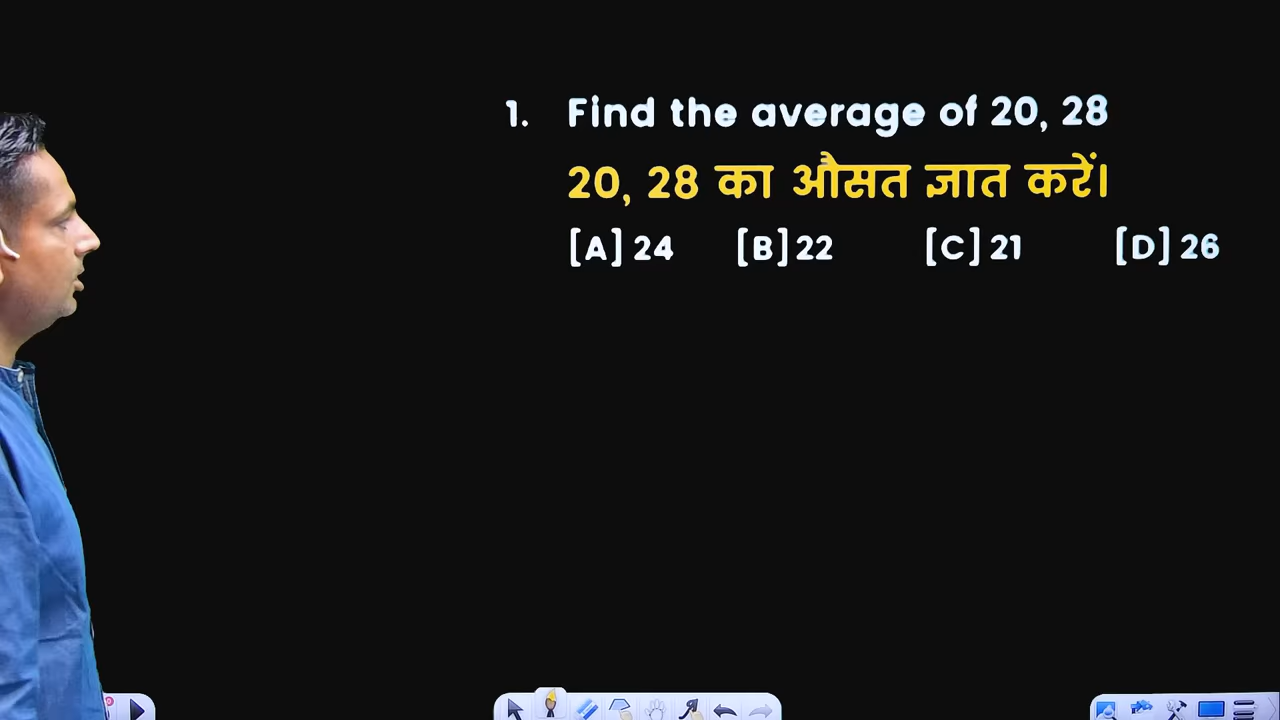 1. Find the average of 20, 28
20, 28 का औसत ज्ञात करें।
[A] 24 [B] 22 [C] 21 [D] 26